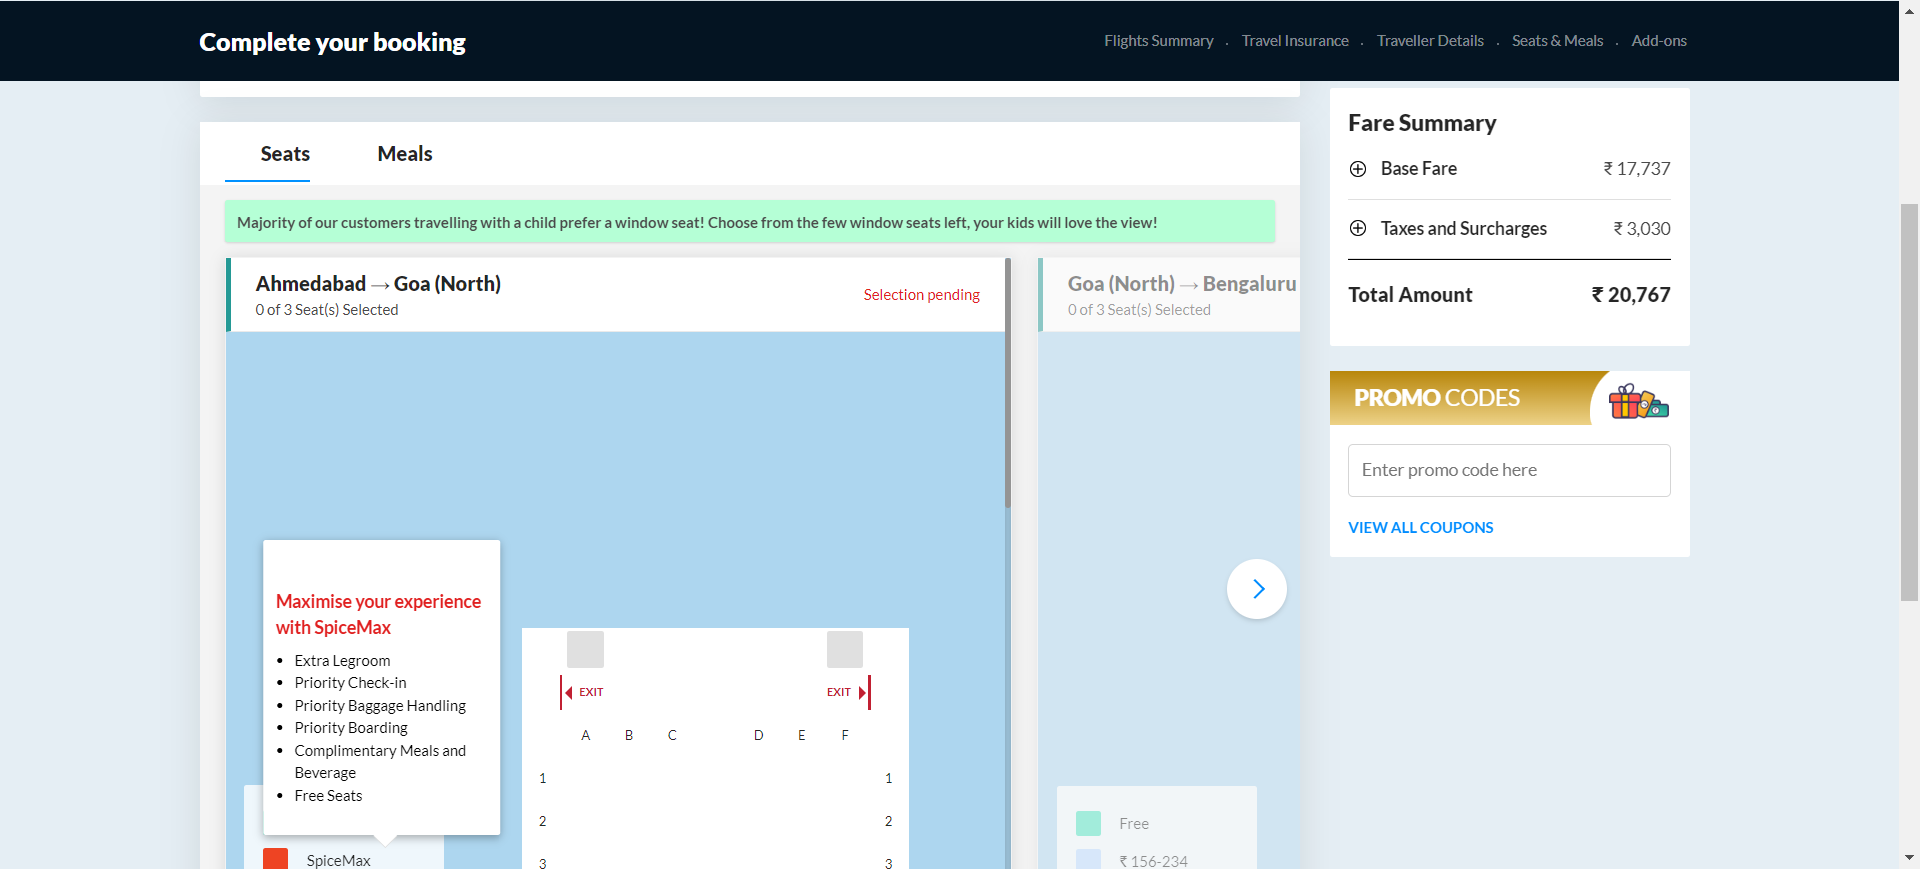 Complete your booking
Flights Summary . Travel Insurance . Traveller Details . Seats & Meals . Add-ons
Seats Meals
Majority of our customers travelling with a child prefer a window seat! Choose from the few window seats left, your kids will love the view!
Ahmedabad → Goa (North)
0 of 3 Seat(s) Selected
Selection pending
Maximise your experience
with SpiceMax
• Extra Legroom
• Priority Check-in
• Priority Baggage Handling
• Priority Boarding
• Complimentary Meals and
Beverage
• Free Seats
SpiceMax
EXIT EXIT
A B C D E F
1 1
2 2
3 3
Goa (North) → Bengaluru
0 of 3 Seat(s) Selected
Free
₹ 156-234
Fare Summary
Base Fare ₹ 17,737
Taxes and Surcharges ₹ 3,030
Total Amount ₹ 20,767
PROMO CODES
Enter promo code here
VIEW ALL COUPONS